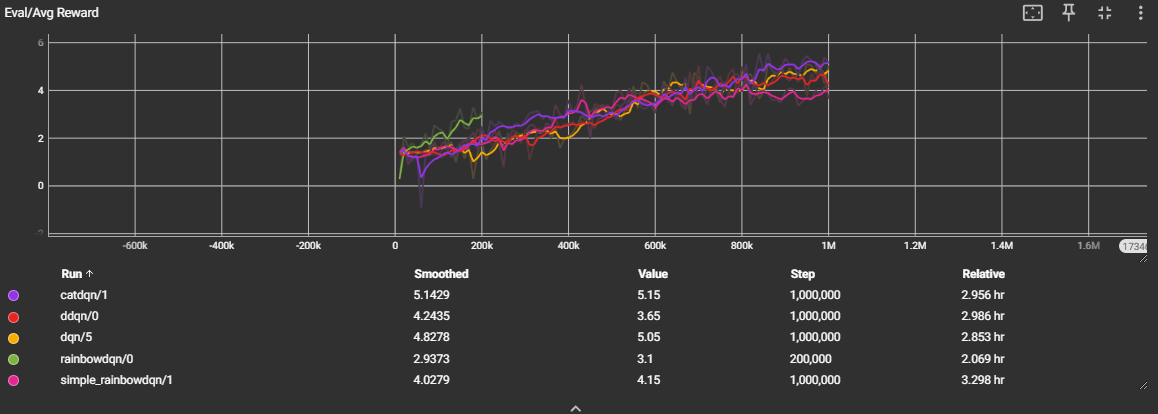 Eval/Avg Reward
6
4
2
0
-2
-600k -400k -200k 0 200k 400k 600k 800k 1M 1.2M 1.4M 1.6M 1734
Run ↑ Smoothed Value Step Relative
catdqn/1 5.1429 5.15 1,000,000 2.956 hr
ddqn/0 4.2435 3.65 1,000,000 2.986 hr
dqn/5 4.8278 5.05 1,000,000 2.853 hr
rainbowdqn/0 2.9373 3.1 200,000 2.069 hr
simple_rainbowdqn/1 4.0279 4.15 1,000,000 3.298 hr